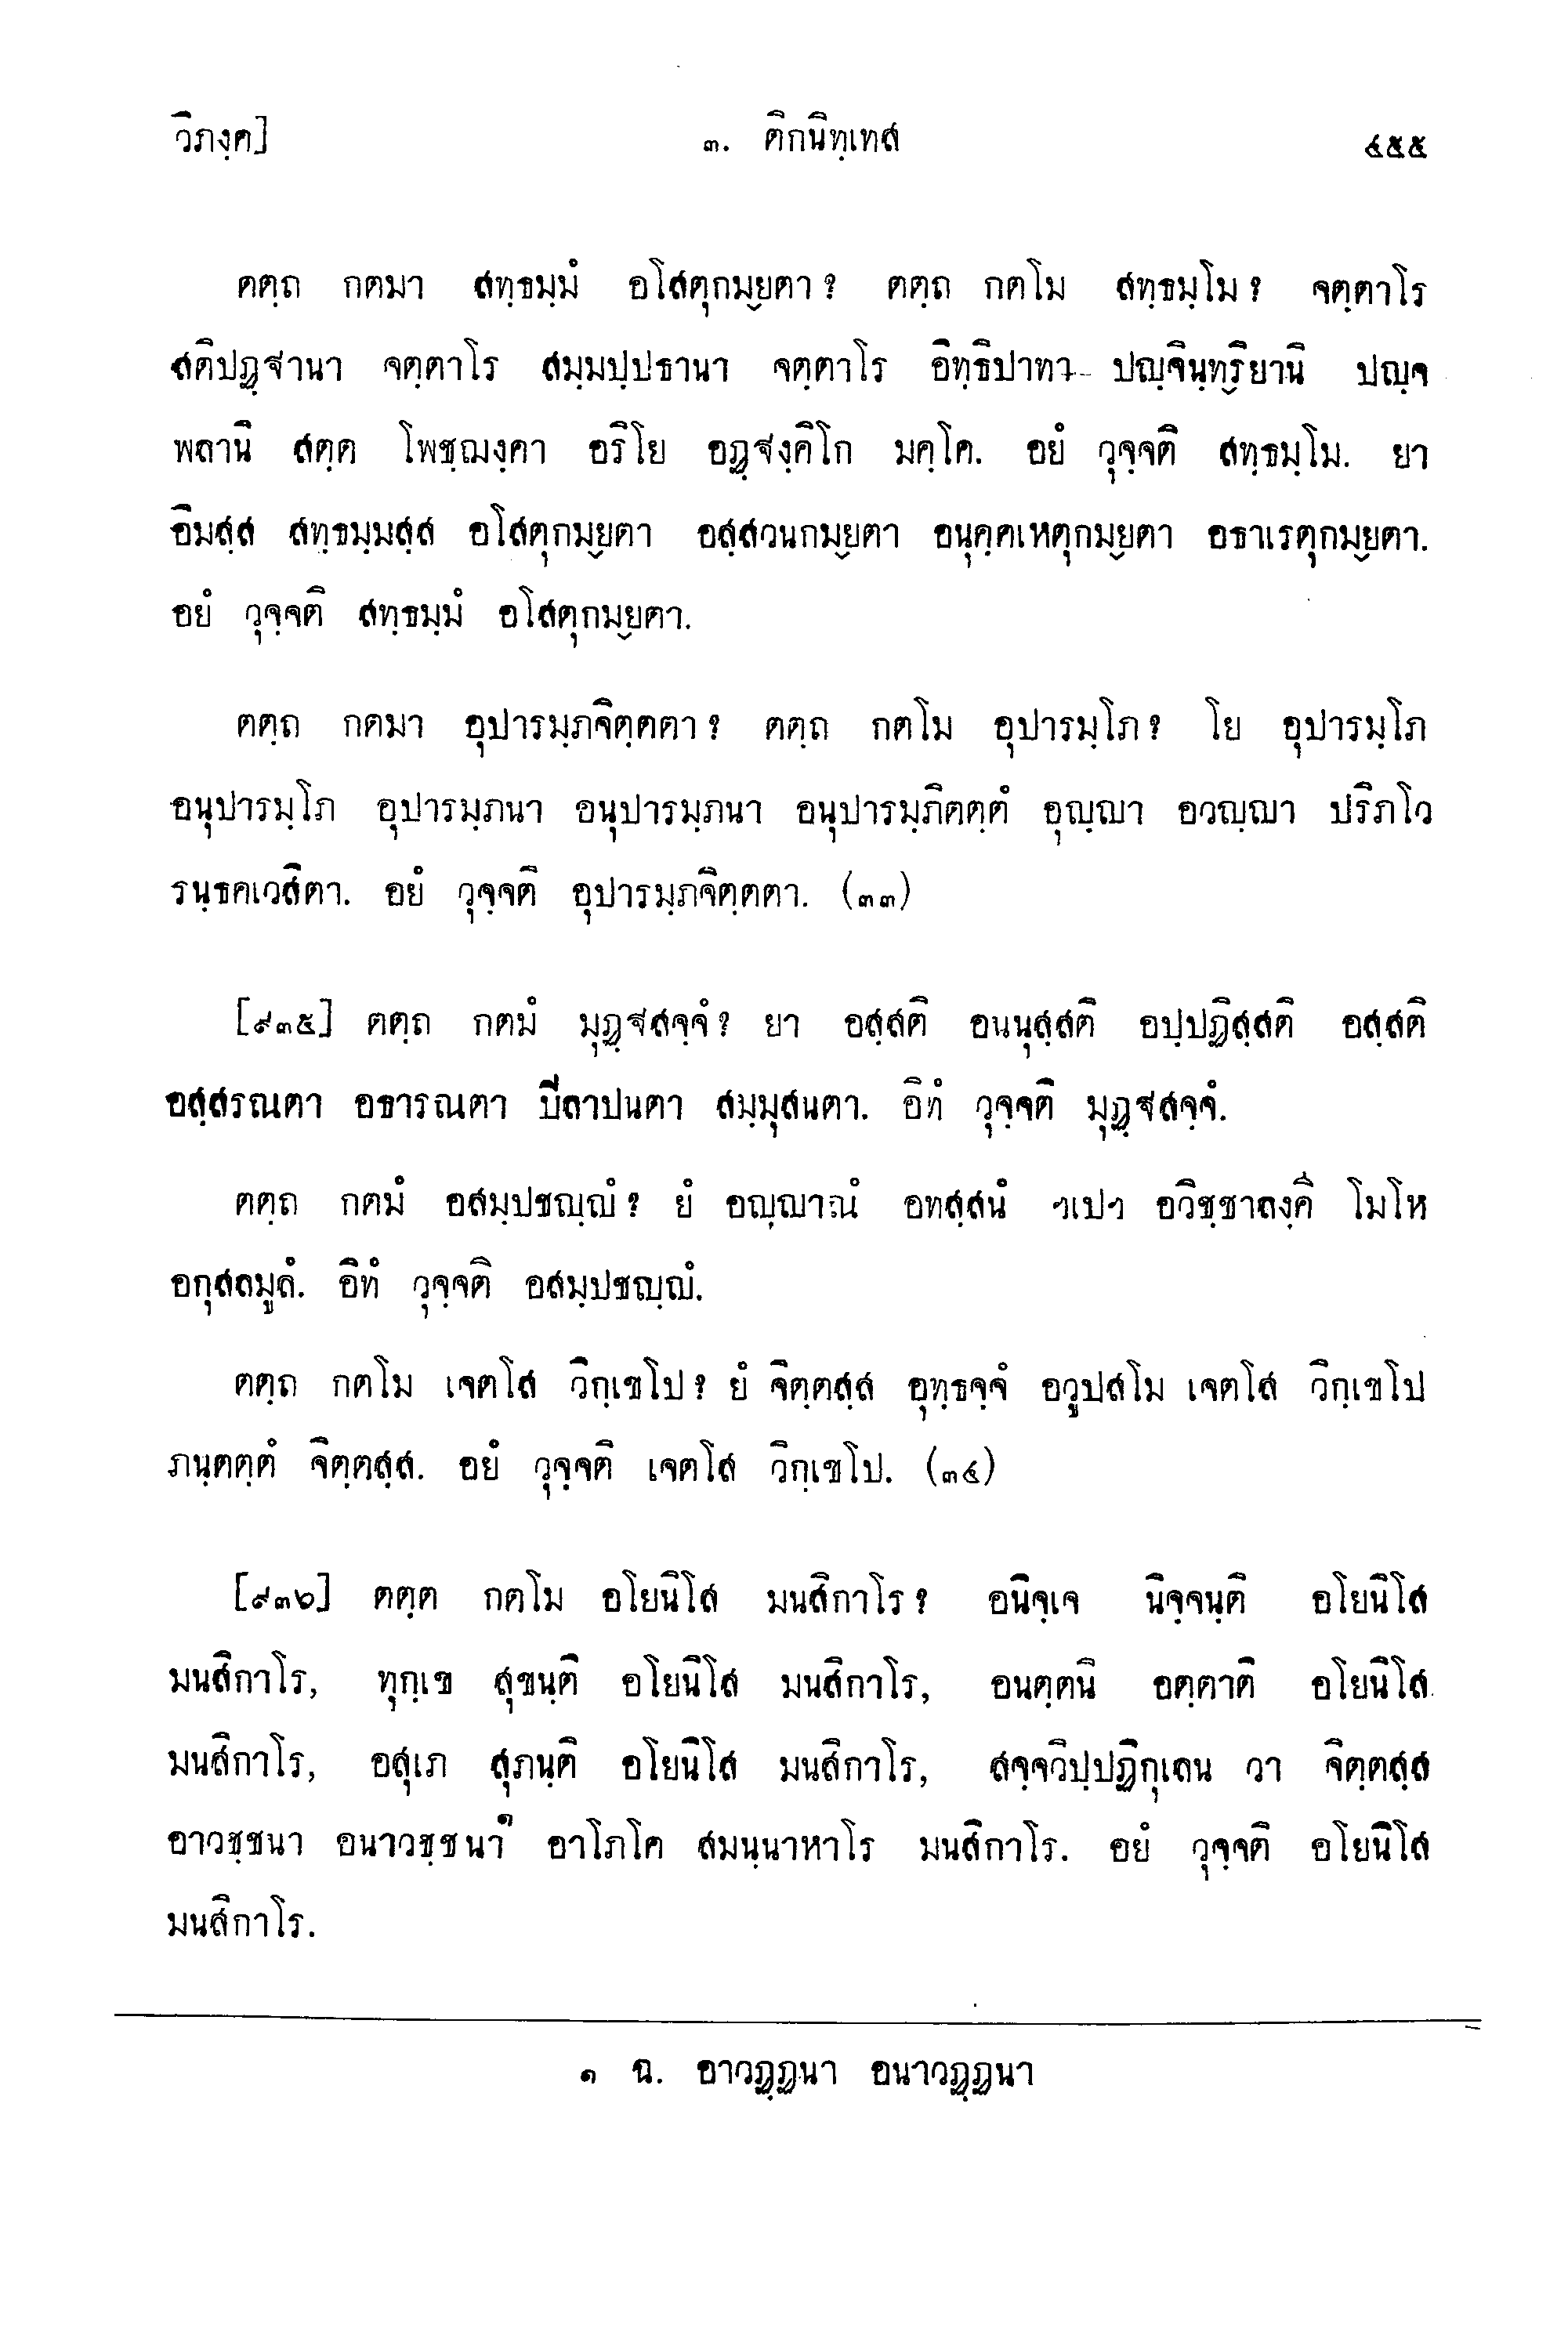 วิภงฺค] ๓. ติกนิทฺเทส ๔๕๕
ตตฺถ กตมา สทฺธมฺมํ อโสตุกมฺยตา? ตตฺถ กตโม สทฺธมฺโม? จตฺตาโร
สติปฏฺฐานา จตฺตาโร สมฺมปฺปธานา จตฺตาโร อิทฺธิปาทา ปญฺจินฺทฺริยานิ ปญฺจ
พลานิ สตฺต โพชฺฌงฺคา อริโย อฏฺฐงฺคิโก มคฺโค. อยํ วุจฺจติ สทฺธมฺโม. ยา
อิมสฺส สทฺธมฺมสฺส อโสตุกมฺยตา อสฺสวนกมฺยตา อนุคฺคเหตุกมฺยตา อธาเรตุกมฺยตา.
อยํ วุจฺจติ สทฺธมฺมํ อโสตุกมฺยตา.
ตตฺถ กตมา อุปารมฺภจิตฺตตา? ตตฺถ กตโม อุปารมฺโภ? โย อุปารมฺโภ
อนุปารมฺโภ อุปารมฺภนา อนุปารมฺภนา อนุปารมฺภิตตฺตํ อุญฺญา อวญฺญา ปริภโว
รนฺธคเวสิตา. อยํ วุจฺจติ อุปารมฺภจิตฺตตา. (๓๓)
[๙๓๕] ตตฺถ กตมํ มุฏฺฐสจฺจํ? ยา อสฺสติ อนนุสฺสติ อปฺปฏิสฺสติ อสฺสติ
อสฺสรณตา อธารณตา ปิลาปนตา สมฺมุสนตา. อิทํ วุจฺจติ มุฏฺฐสจฺจํ.
ตตฺถ กตมํ อสมฺปชญฺญํ? ยํ อญฺญาณํ อทสฺสนํ ฯเปฯ อวิชฺชาลงฺคี โมโห
อกุสลมูลํ. อิทํ วุจฺจติ อสมฺปชญฺญํ.
ตตฺถ กตโม เจตโส วิกฺเขโป? ยํ จิตฺตสฺส อุทฺธจฺจํ อวูปสโม เจตโส วิกฺเขโป
ภนฺตตฺตํ จิตฺตสฺส. อยํ วุจฺจติ เจตโส วิกฺเขโป. (๓๔)
[๙๓๖] ตตฺต กตโม อโยนิโส มนสิกาโร? อนิจฺเจ นิจฺจนฺติ อโยนิโส
มนสิกาโร, ทุกฺเข สุขนฺติ อโยนิโส มนสิกาโร, อนตฺตนิ อตฺตาติ อโยนิโส
มนสิกาโร, อสุเภ สุภนฺติ อโยนิโส มนสิกาโร, สจฺจวิปฺปฏิกุเลน วา จิตฺตสฺส
อาวชฺชนา อนาวชฺชนา๑ อาโภโค สมนฺนาหาโร มนสิกาโร. อยํ วุจฺจติ อโยนิโส
มนสิกาโร.
๑ ฉ. อาวฏฺฏนา อนาวฏฺฏนา